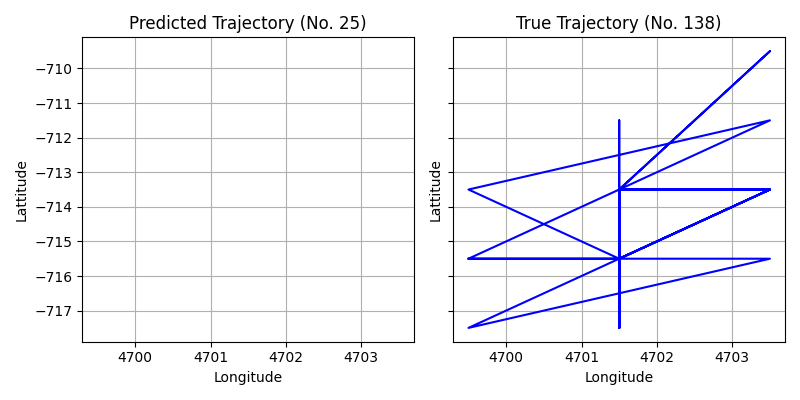 Predicted Trajectory (No. 25)
Lattitude
−710
−711
−712
−713
−714
−715
−716
−717
4700
4701
4702
4703
Longitude
True Trajectory (No. 138)
Lattitude
4700
4701
4702
4703
Longitude